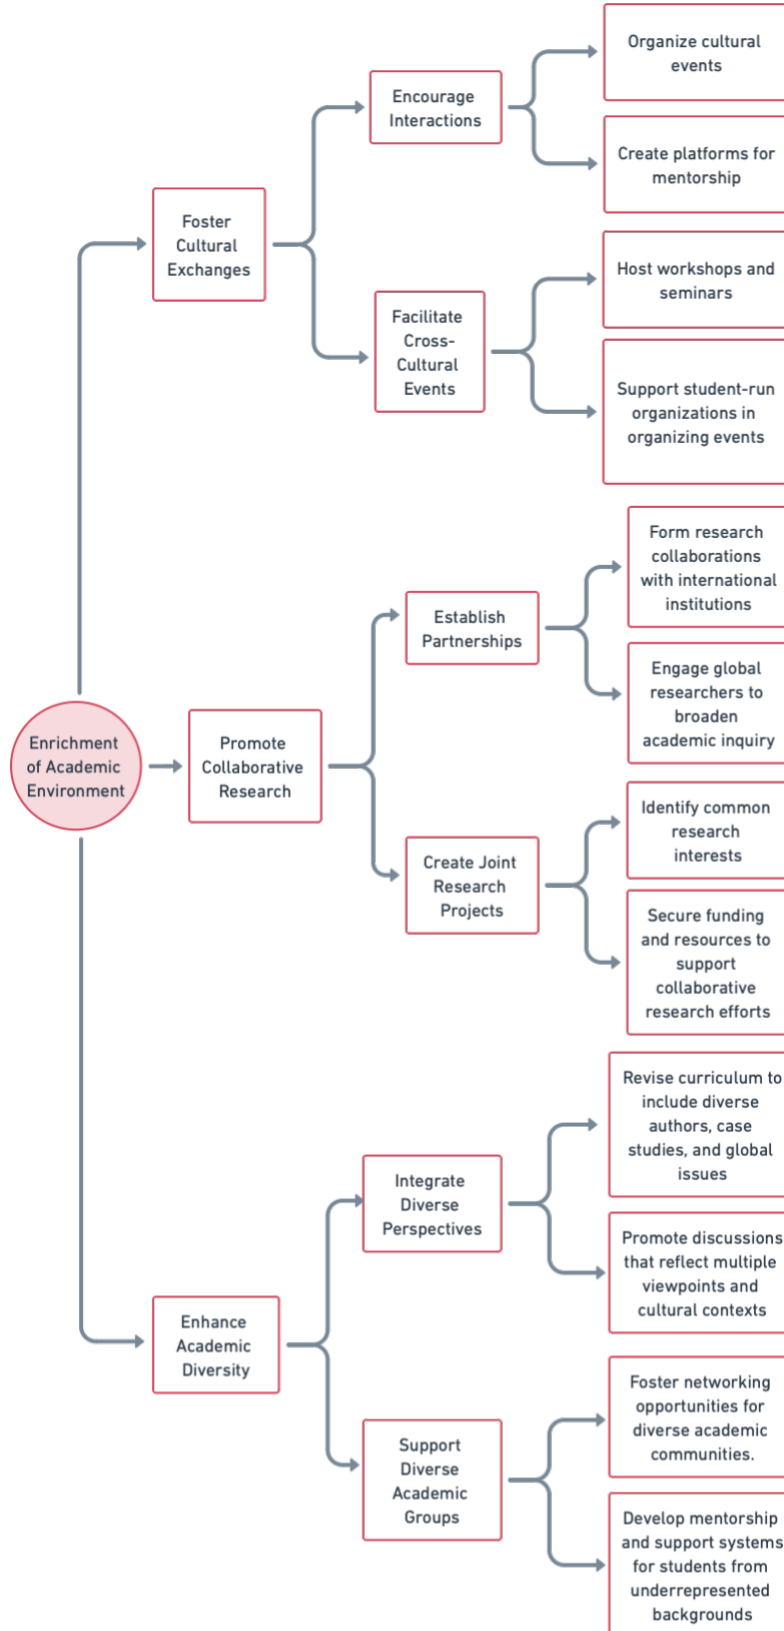 Organize cultural
events
Encourage
Interactions
Create platforms for
mentorship
Foster
Cultural
Exchanges
Host workshops and
seminars
Facilitate
Cross-
Cultural
Events
Support student-run
organizations in
organizing events
Form research
collaborations
with international
institutions
Establish
Partnerships
Engage global
researchers to
broaden
academic inquiry
Enrichment
of Academic
Environment
Promote
Collaborative
Research
Identify common
research
interests
Create Joint
Research
Projects
Secure funding
and resources to
support
collaborative
research efforts
Revise curriculum to
include diverse
authors, case
studies, and global
issues
Integrate
Diverse
Perspectives
Promote discussions
that reflect multiple
viewpoints and
cultural contexts
Enhance
Academic
Diversity
Foster networking
opportunities for
diverse academic
communities.
Support
Diverse
Academic
Groups
Develop mentorship
and support systems
for students from
underrepresented
backgrounds